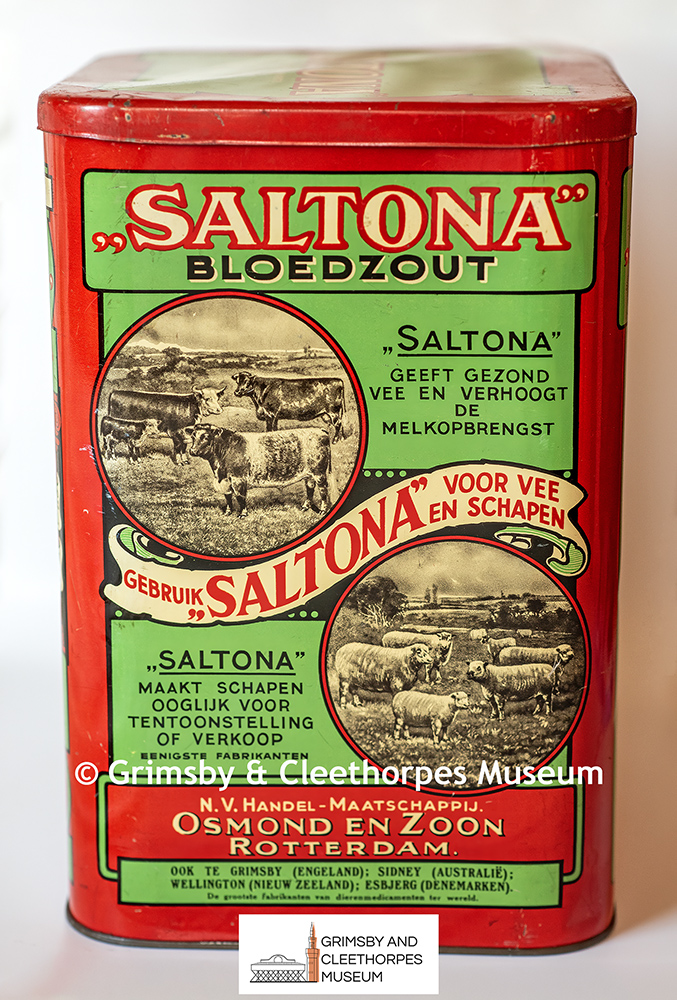 „SALTONA”
BLOEDZOUT
„SALTONA”
GEEFT GEZOND
VEE EN VERHOOGT
DE
MELKOPBRENGST
GEBRUIK „SALTONA” VOOR VEE
EN SCHAPEN
„SALTONA”
MAAKT SCHAPEN
OOGLIJK VOOR
TENTOONSTELLING
OF VERKOOP
EENIGSTE FABRIKANTEN
© Grimsby & Cleethorpes Museum
N.V. HANDEL-MAATSCHAPPIJ.
OSMOND EN ZOON
ROTTERDAM.
OOK TE GRIMSBY (ENGELAND); SIDNEY (AUSTRALIË);
WELLINGTON (NIEUW ZEELAND); ESBJERG (DENEMARKEN).
De grootste fabrikanten van dierenmedicamenten ter wereld.
GRIMSBY AND
CLEETHORPES
MUSEUM